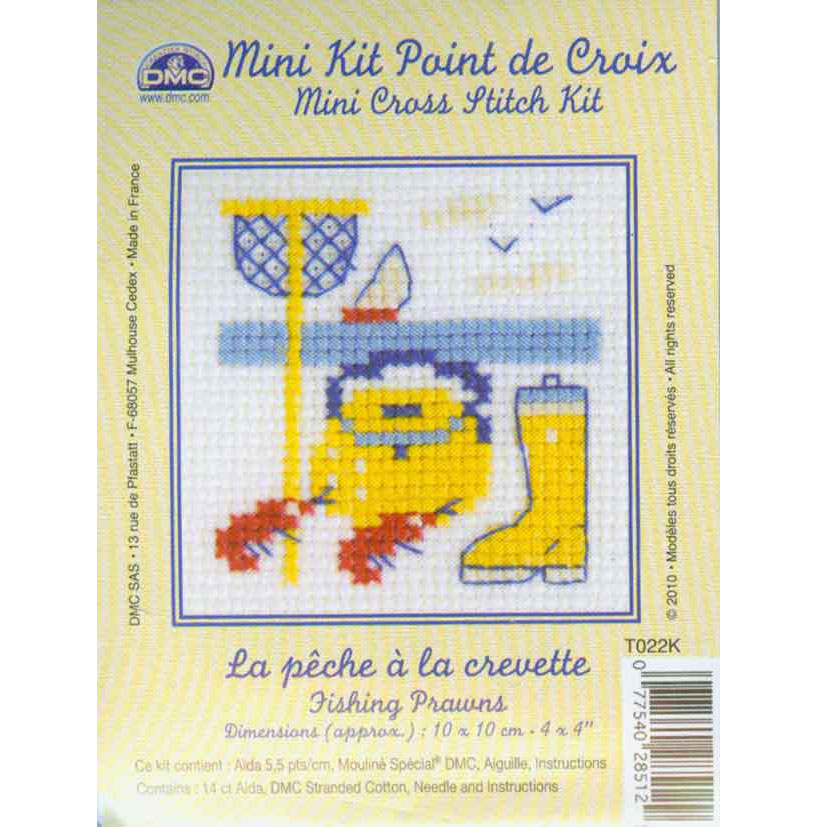 DMC
www.dmc.com
Mini Kit Point de Croix
Mini Cross Stitch Kit
DMC SAS • 13 rue de Pfastatt • F-68057 Mulhouse Cedex • Made in France
© 2010 • Modèles tous droits réservés • All rights reserved
T022K
La pêche à la crevette
Fishing Prawns
Dimensions (approx.) : 10 x 10 cm - 4 x 4"
Ce kit contient : Aïda 5,5 pts/cm, Mouliné Spécial® DMC, Aiguille, Instructions
Contains : 14 ct Aida, DMC Stranded Cotton, Needle and Instructions
0 77540 28512